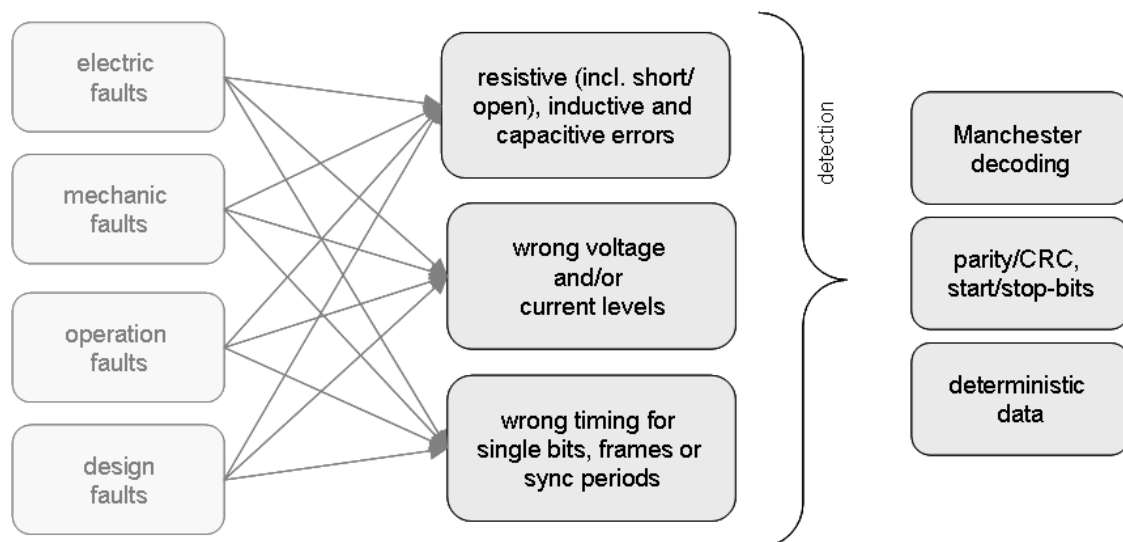 electric
faults
mechanic
faults
operation
faults
design
faults
resistive (incl. short/
open), inductive and
capacitive errors
wrong voltage
and/or
current levels
wrong timing for
single bits, frames or
sync periods
detection
Manchester
decoding
parity/CRC,
start/stop-bits
deterministic
data